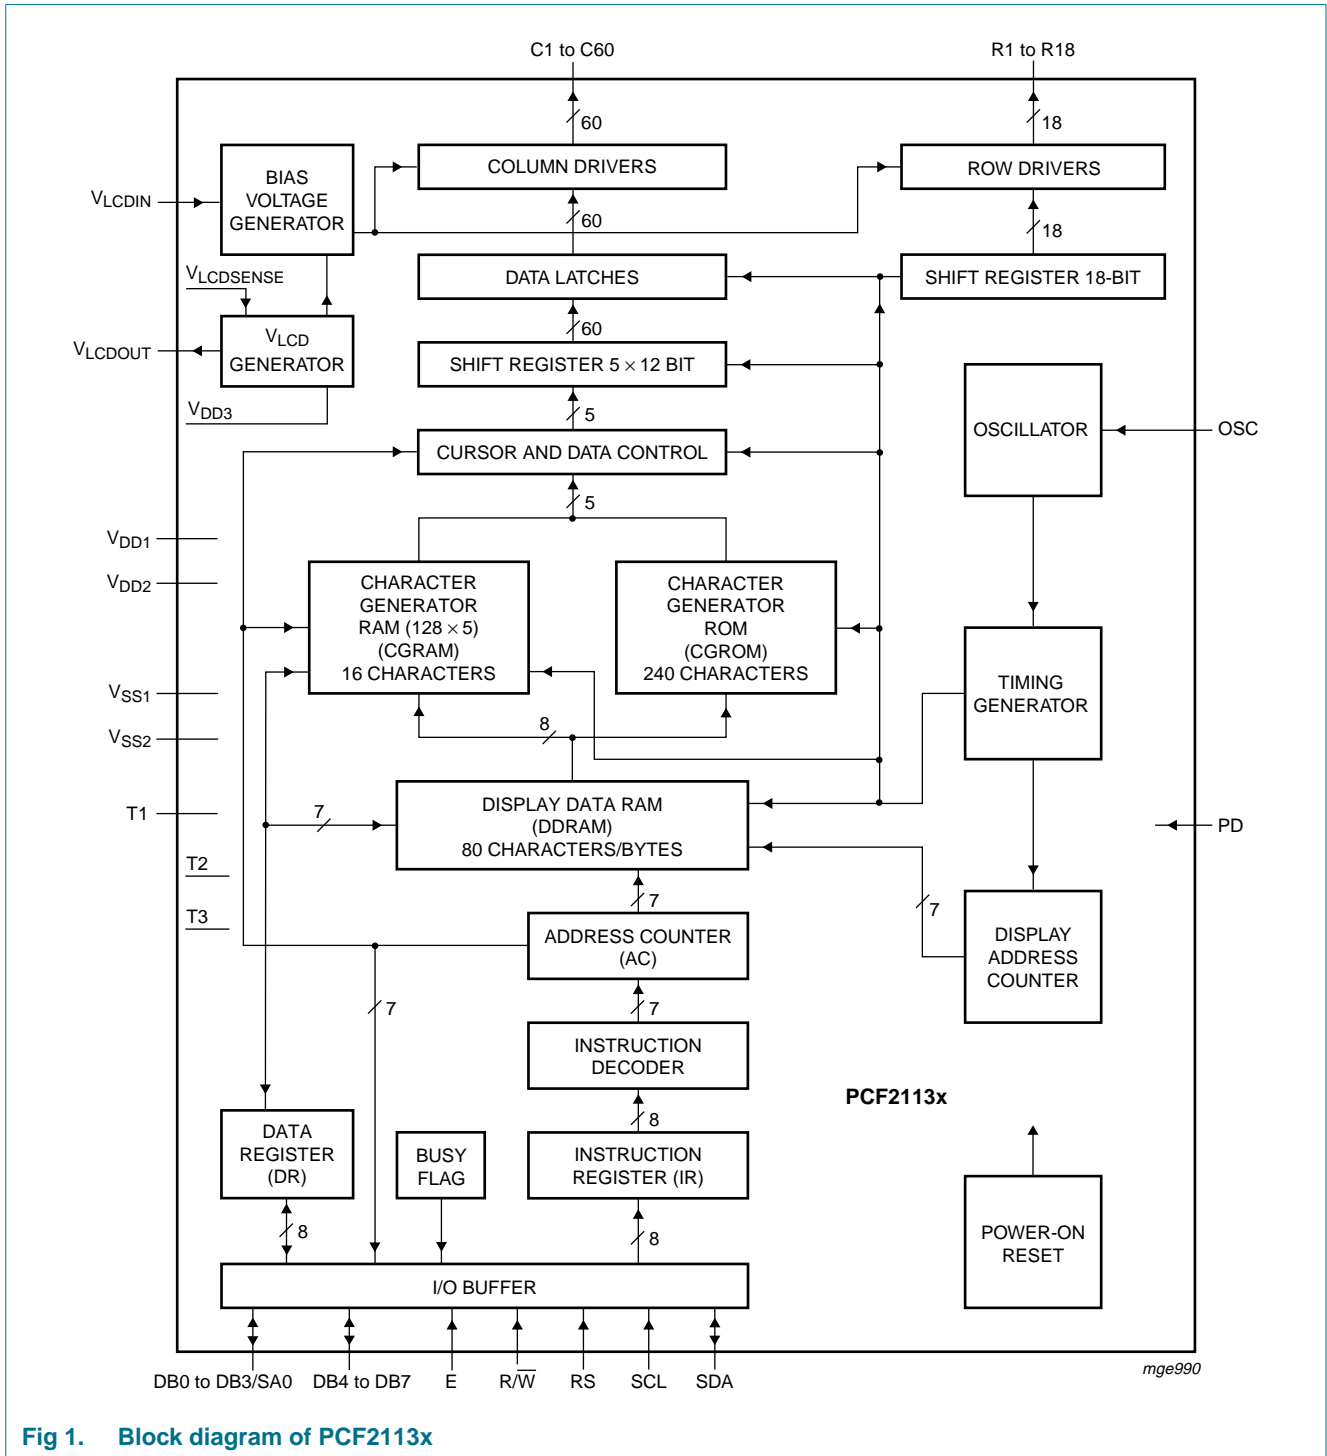 C1 to C60
R1 to R18
60
18
BIAS
VOLTAGE
GENERATOR
COLUMN DRIVERS
ROW DRIVERS
VLCDIN
60
18
VLCDSENSE
DATA LATCHES
SHIFT REGISTER 18-BIT
60
VLCDOUT
VLCD
GENERATOR
SHIFT REGISTER 5 × 12 BIT
VDD3
5
OSCILLATOR
OSC
CURSOR AND DATA CONTROL
5
VDD1
VDD2
CHARACTER
GENERATOR
RAM (128 × 5)
(CGRAM)
16 CHARACTERS
CHARACTER
GENERATOR
ROM
(CGROM)
240 CHARACTERS
TIMING
GENERATOR
VSS1
VSS2
8
T1
7
DISPLAY DATA RAM
(DDRAM)
80 CHARACTERS/BYTES
PD
T2
7
7
T3
ADDRESS COUNTER
(AC)
DISPLAY
ADDRESS
COUNTER
7
7
INSTRUCTION
DECODER
PCF2113x
8
DATA
REGISTER
(DR)
BUSY
FLAG
INSTRUCTION
REGISTER (IR)
8
8
POWER-ON
RESET
I/O BUFFER
DB0 to DB3/SA0
DB4 to DB7
E
R/W̅
RS
SCL
SDA
mge990
Fig 1. Block diagram of PCF2113x